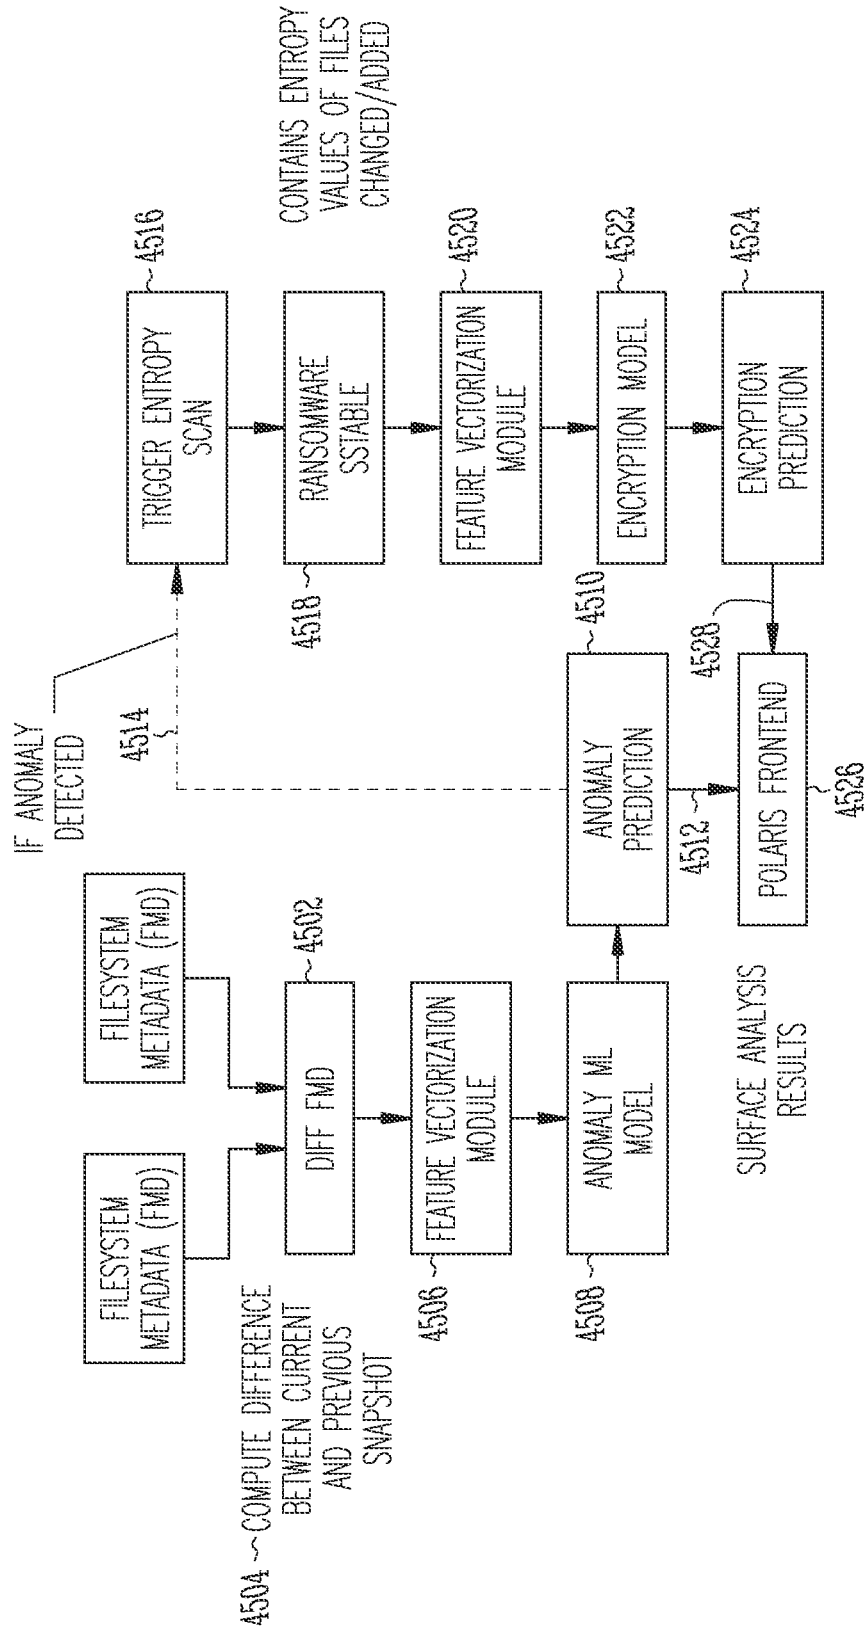 FILESYSTEM
METADATA (FMD)
FILESYSTEM
METADATA (FMD)
4504
COMPUTE DIFFERENCE
BETWEEN CURRENT
AND PREVIOUS
SNAPSHOT
DIFF FMD
4502
FEATURE VECTORIZATION
MODULE
4506
ANOMALY ML
MODEL
4508
ANOMALY
PREDICTION
4510
4512
IF ANOMALY
DETECTED
4514
TRIGGER ENTROPY
SCAN
4516
RANSOMWARE
SSTABLE
4518
CONTAINS ENTROPY
VALUES OF FILES
CHANGED/ADDED
FEATURE VECTORIZATION
MODULE
4520
ENCRYPTION MODEL
4522
ENCRYPTION
PREDICTION
4524
4528
SURFACE ANALYSIS
RESULTS
POLARIS FRONTEND
4526